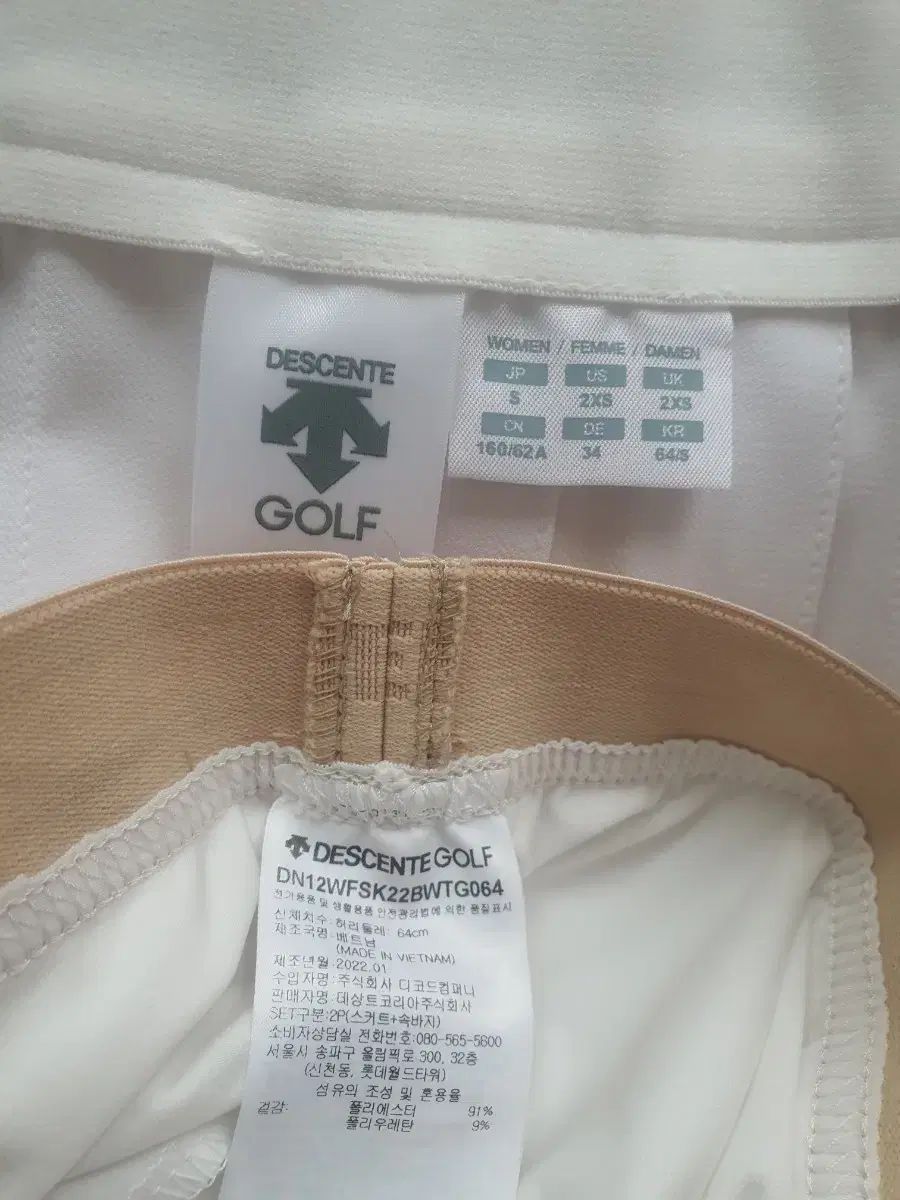 DESCENTE
GOLF
WOMEN / FEMME / DAMEN
JP US UK
S 2XS 2XS
CN DE KR
160/62A 34 64/S
DESCENTE GOLF
DN12WFSK22BWTG064
전기용품 및 생활용품 안전관리법에 의한 품질표시
신체치수: 허리둘레: 64cm
제조국명: 베트남
(MADE IN VIETNAM)
제조년월: 2022.01
수입자명: 주식회사 디코드컴퍼니
판매자명: 데상트코리아주식회사
SET구분: 2P(스커트+속바지)
소비자상담실 전화번호: 080-565-5600
서울시 송파구 올림픽로 300, 32층
(신천동, 롯데월드타워)
섬유의 조성 및 혼용율
겉감: 폴리에스터 91%
폴리우레탄 9%